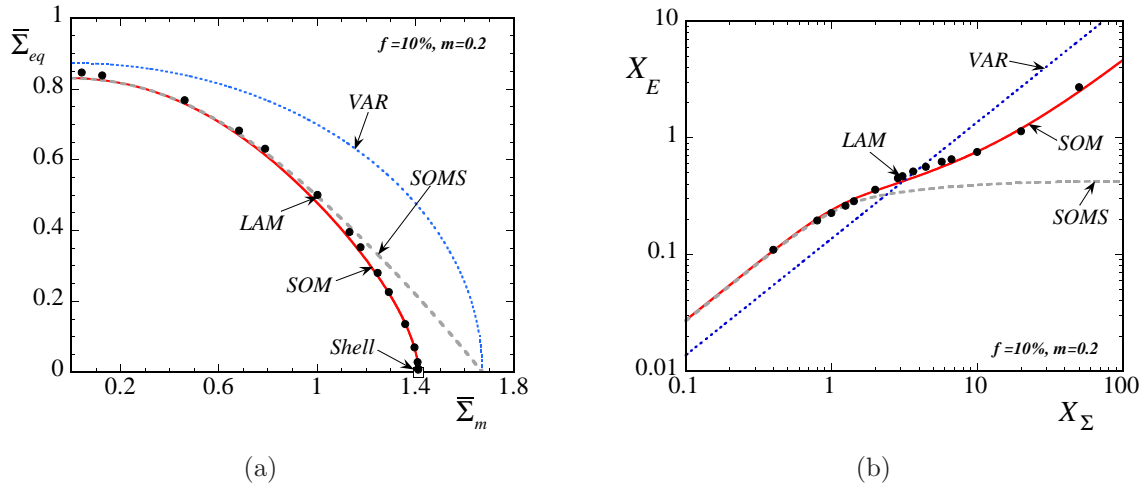 1
Σ̿eq
f=10%, m=0.2
0.8
VAR
0.6
SOMS
LAM
0.4
SOM
0.2
Shell
0
0.2
0.6
1
1.4
1.8
Σ̿m
(a)
10
X_E
VAR
1
LAM
SOM
SOMS
0.1
f=10%, m=0.2
0.01
0.1
1
10
100
X_Σ
(b)